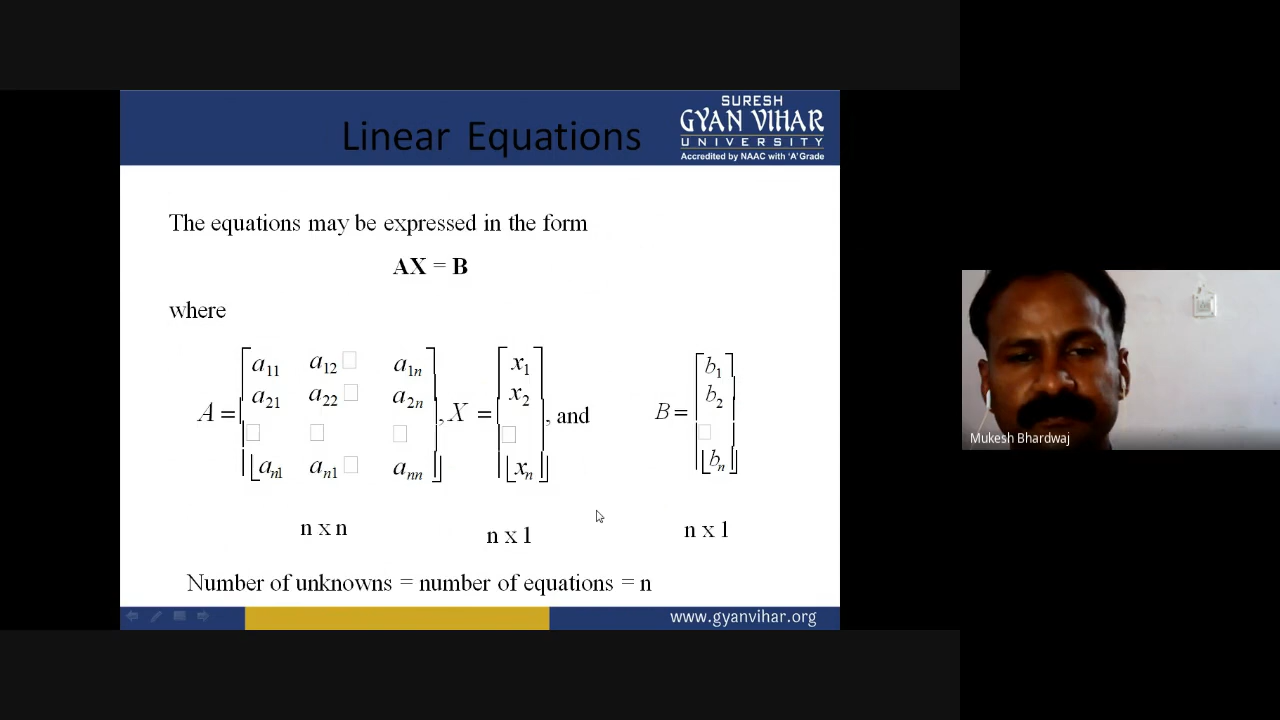 Linear Equations
SURESH
GYAN VIHAR
UNIVERSITY
Accredited by NAAC with 'A' Grade
The equations may be expressed in the form
AX = B
where
A = [a11 a12 □ a1n
a21 a22 □ a2n
□ □ □
an1 an1 □ ann], X = [x1
x2
□
xn], and B = [b1
b2
□
bn]
n x n n x 1 n x 1
Number of unknowns = number of equations = n
www.gyanvihar.org
Mukesh Bhardwaj